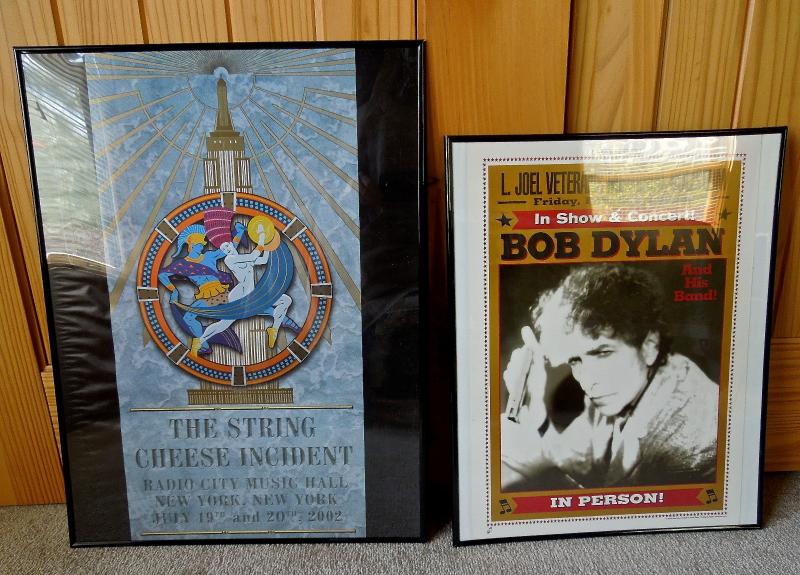 THE STRING
CHEESE INCIDENT
RADIO CITY MUSIC HALL
NEW YORK, NEW YORK
JULY 19TH and 20TH, 2002
L. JOEL
Friday,
In Show & Concert!
BOB DYLAN
And
His
Band!
IN PERSON!